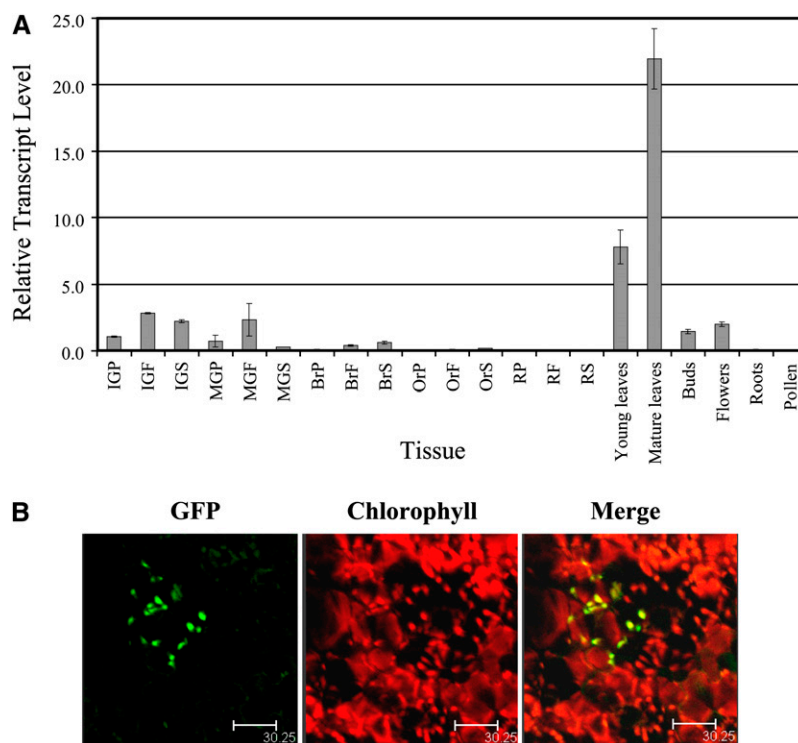 A
Relative Transcript Level
25.0
20.0
15.0
10.0
5.0
0.0
IGP
IGF
IGS
MGP
MGF
MGS
BrP
BrF
BrS
OrP
OrF
OrS
RP
RF
RS
Young leaves
Mature leaves
Buds
Flowers
Roots
Pollen
Tissue
B
GFP
Chlorophyll
Merge
30.25
30.25
30.25